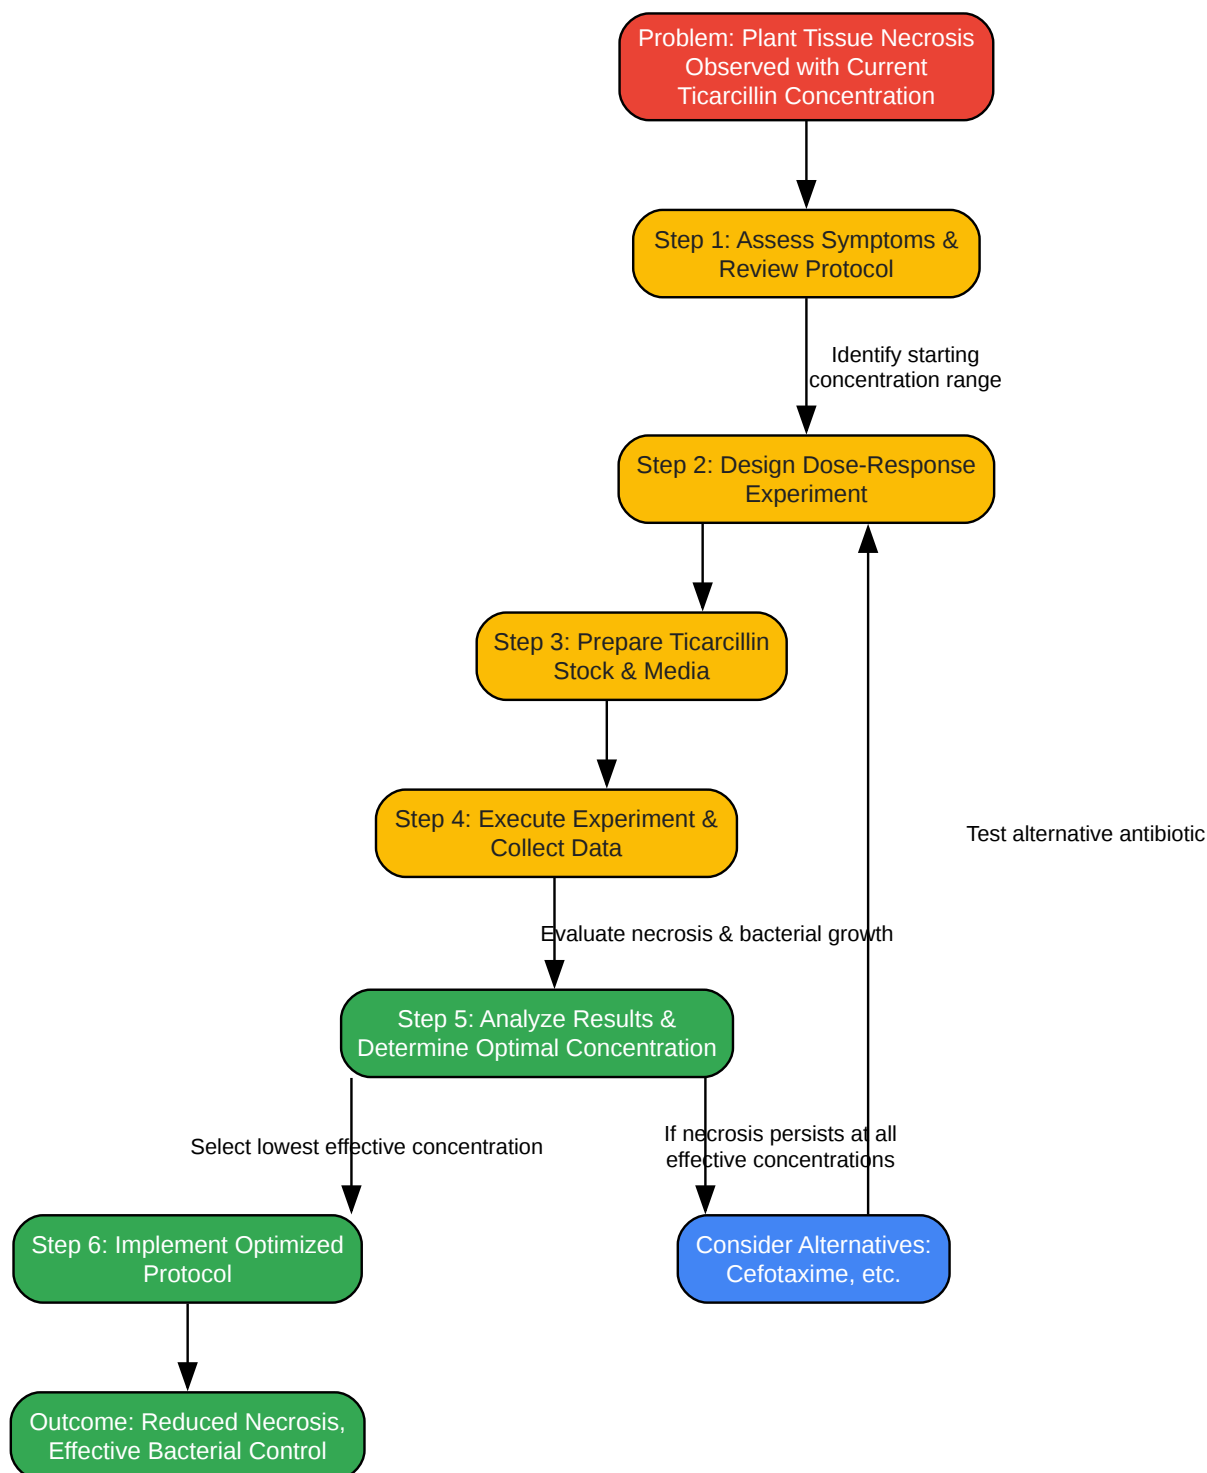 Problem: Plant Tissue Necrosis
Observed with Current
Ticarcillin Concentration
Step 1: Assess Symptoms &
Review Protocol
Identify starting
concentration range
Step 2: Design Dose-Response
Experiment
Step 3: Prepare Ticarcillin
Stock & Media
Step 4: Execute Experiment &
Collect Data
Test alternative antibiotic
Evaluate necrosis & bacterial growth
Step 5: Analyze Results &
Determine Optimal Concentration
Select lowest effective concentration
If necrosis persists at all
effective concentrations
Step 6: Implement Optimized
Protocol
Consider Alternatives:
Cefotaxime, etc.
Outcome: Reduced Necrosis,
Effective Bacterial Control